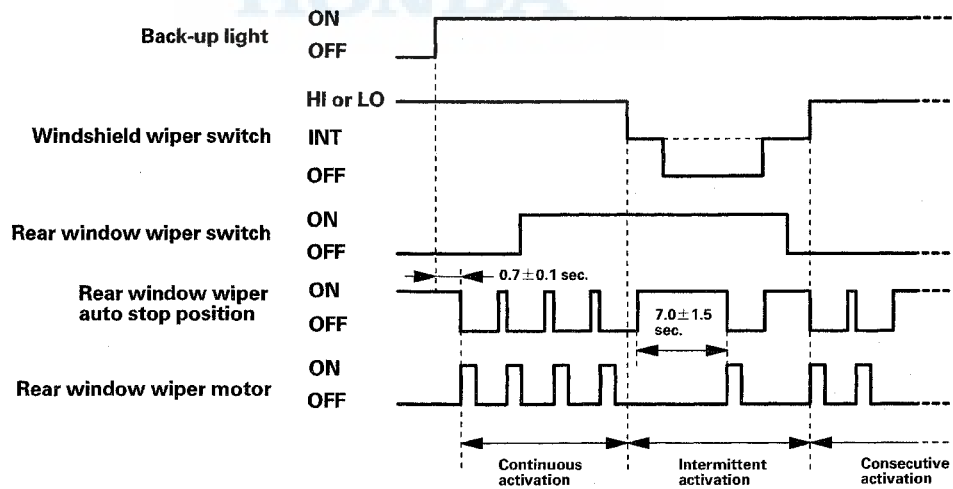 HONDA
ON
Back-up light
OFF
HI or LO
Windshield wiper switch
INT
OFF
ON
Rear window wiper switch
OFF
0.7±0.1 sec.
Rear window wiper
auto stop position
ON
OFF
7.0±1.5
sec.
ON
Rear window wiper motor
OFF
Continuous
activation
Intermittent
activation
Consecutive
activation